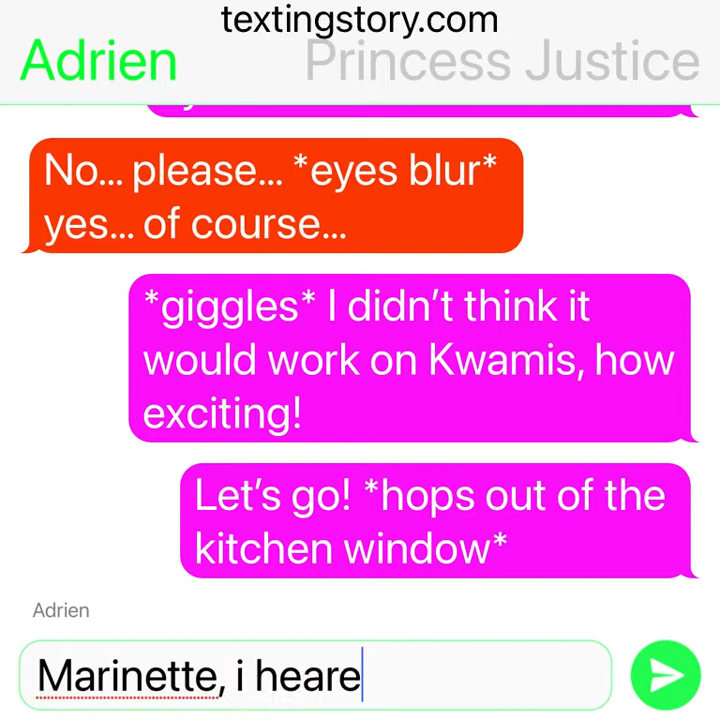 textingstory.com
Adrien Princess Justice
No... please... *eyes blur*
yes... of course...
*giggles* I didn’t think it
would work on Kwamis, how
exciting!
Let’s go! *hops out of the
kitchen window*
Adrien
Marinette, i heare